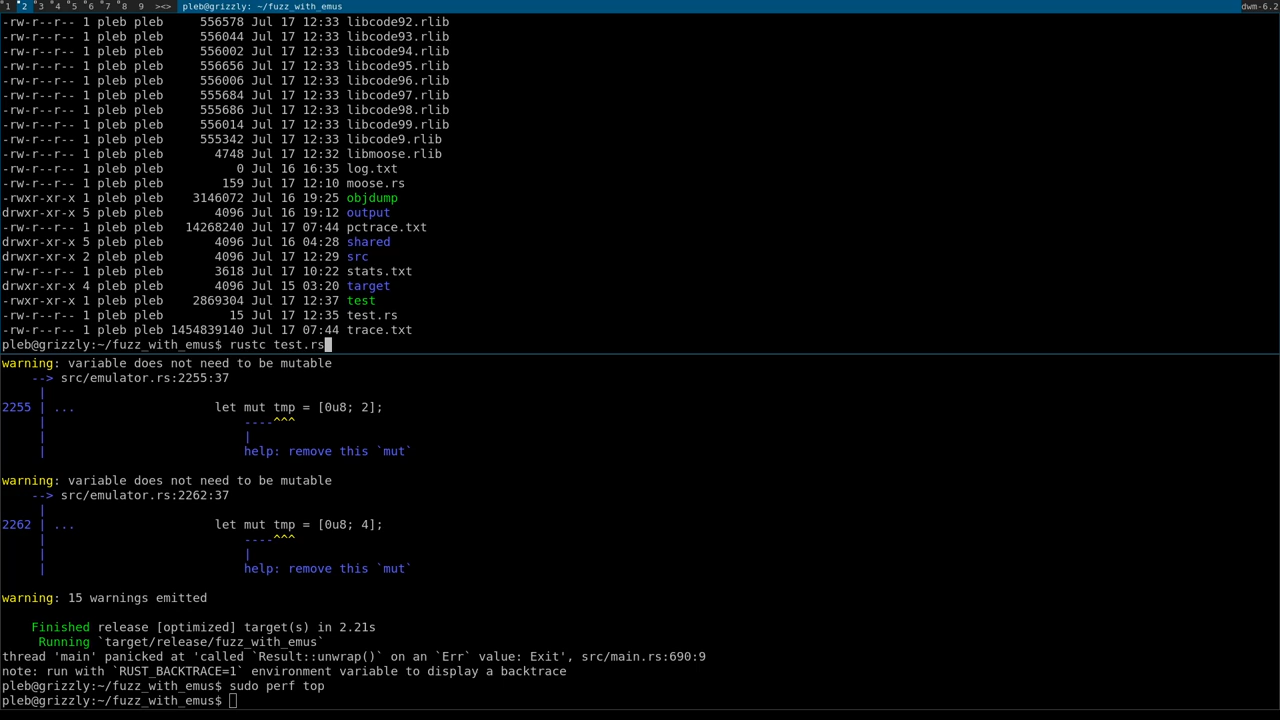 1 2 3 4 5 6 7 8 9 ><> pleb@grizzly: ~/fuzz_with_emus dwm-6.2
-rw-r--r-- 1 pleb pleb     556578 Jul 17 12:33 libcode92.rlib
-rw-r--r-- 1 pleb pleb     556044 Jul 17 12:33 libcode93.rlib
-rw-r--r-- 1 pleb pleb     556002 Jul 17 12:33 libcode94.rlib
-rw-r--r-- 1 pleb pleb     556656 Jul 17 12:33 libcode95.rlib
-rw-r--r-- 1 pleb pleb     556006 Jul 17 12:33 libcode96.rlib
-rw-r--r-- 1 pleb pleb     555684 Jul 17 12:33 libcode97.rlib
-rw-r--r-- 1 pleb pleb     555686 Jul 17 12:33 libcode98.rlib
-rw-r--r-- 1 pleb pleb     556014 Jul 17 12:33 libcode99.rlib
-rw-r--r-- 1 pleb pleb     555342 Jul 17 12:33 libcode9.rlib
-rw-r--r-- 1 pleb pleb       4748 Jul 17 12:32 libmoose.rlib
-rw-r--r-- 1 pleb pleb          0 Jul 16 16:35 log.txt
-rw-r--r-- 1 pleb pleb        159 Jul 17 12:10 moose.rs
-rwxr-xr-x 1 pleb pleb    3146072 Jul 16 19:25 objdump
drwxr-xr-x 5 pleb pleb       4096 Jul 16 19:12 output
-rw-r--r-- 1 pleb pleb   14268240 Jul 17 07:44 pctrace.txt
drwxr-xr-x 5 pleb pleb       4096 Jul 16 04:28 shared
drwxr-xr-x 2 pleb pleb       4096 Jul 17 12:29 src
-rw-r--r-- 1 pleb pleb       3618 Jul 17 10:22 stats.txt
drwxr-xr-x 4 pleb pleb       4096 Jul 15 03:20 target
-rwxr-xr-x 1 pleb pleb    2869304 Jul 17 12:37 test
-rw-r--r-- 1 pleb pleb         15 Jul 17 12:35 test.rs
-rw-r--r-- 1 pleb pleb 1454839140 Jul 17 07:44 trace.txt
pleb@grizzly:~/fuzz_with_emus$ rustc test.rs
warning: variable does not need to be mutable
    --> src/emulator.rs:2255:37
     |
2255 | ...                   let mut tmp = [0u8; 2];
     |                           ----^^^
     |                           |
     |                           help: remove this `mut`
warning: variable does not need to be mutable
    --> src/emulator.rs:2262:37
     |
2262 | ...                   let mut tmp = [0u8; 4];
     |                           ----^^^
     |                           |
     |                           help: remove this `mut`
warning: 15 warnings emitted
    Finished release [optimized] target(s) in 2.21s
     Running `target/release/fuzz_with_emus`
thread 'main' panicked at 'called `Result::unwrap()` on an `Err` value: Exit', src/main.rs:690:9
note: run with `RUST_BACKTRACE=1` environment variable to display a backtrace
pleb@grizzly:~/fuzz_with_emus$ sudo perf top
pleb@grizzly:~/fuzz_with_emus$